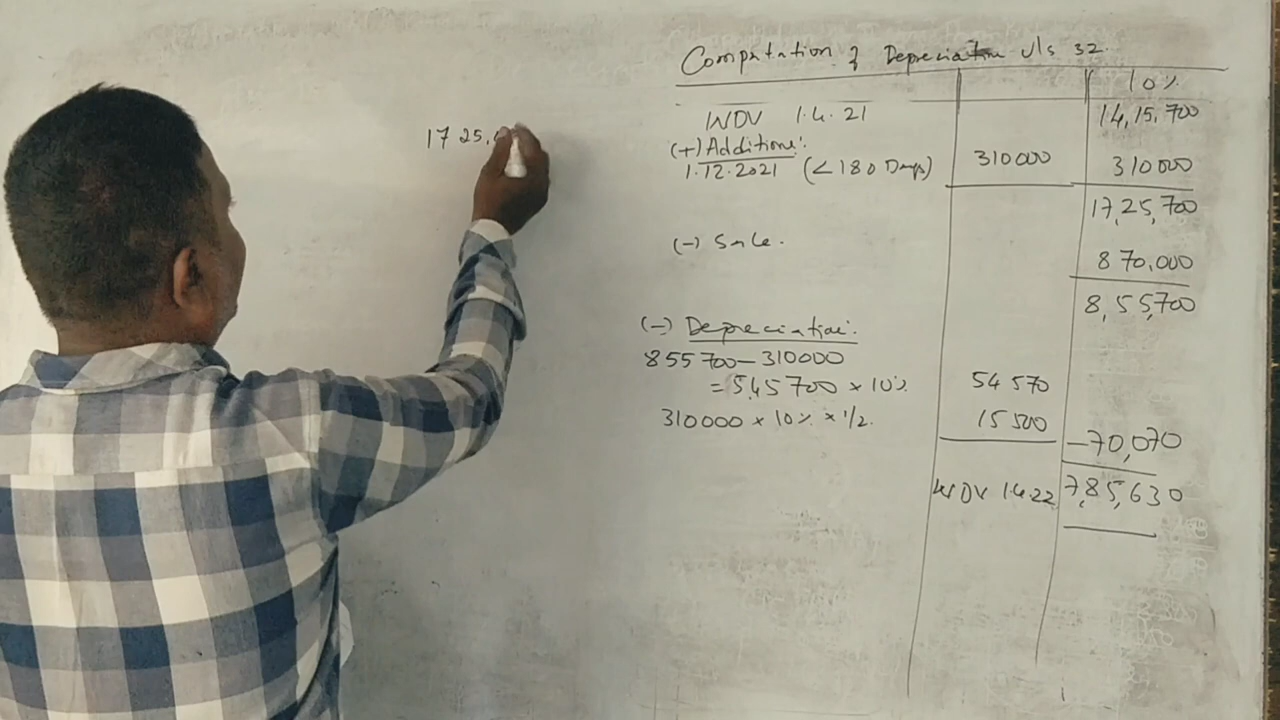 Computation of Depreciation u/s 32.
10%
WDV 1.4.21 14,15,700
(+) Additions:
1.12.2021 (<180 Days) 310000 310000
17,25,700
(-) Sale. 870,000
8,55,700
(-) Depreciation:
855700-310000
=545700 x 10% 54570
310000 x 10% x 1/2. 15500
-70,070
WDV 1.4.22 7,85,630
17 25,